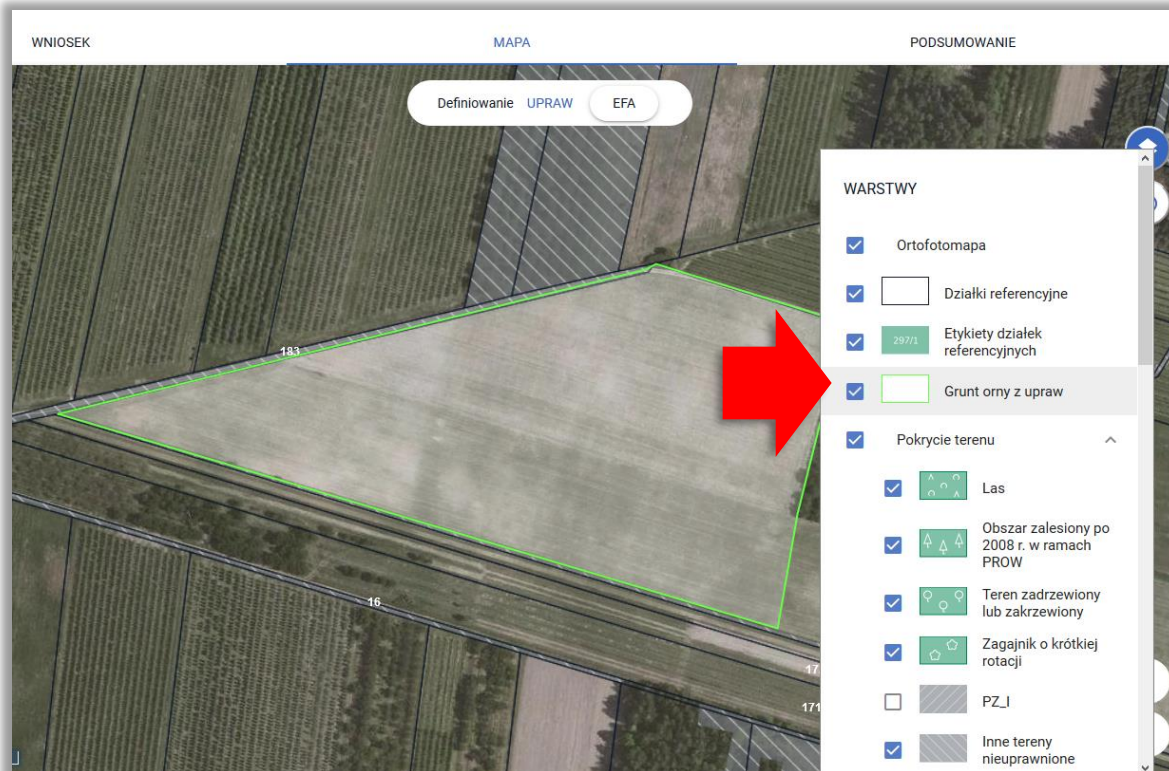 WNIOSEK
MAPA
PODSUMOWANIE
Definiowanie UPRAW EFA
WARSTWY
Ortofotomapa
Działki referencyjne
297/1
Etykiety działek
referencyjnych
Grunt orny z upraw
Pokrycie terenu
Las
Obszar zalesiony po
2008 r. w ramach
PROW
Teren zadrzewiony
lub zakrzewiony
Zagajnik o krótkiej
rotacji
PZ_I
Inne tereny
nieuprawnione
183
16
17
171